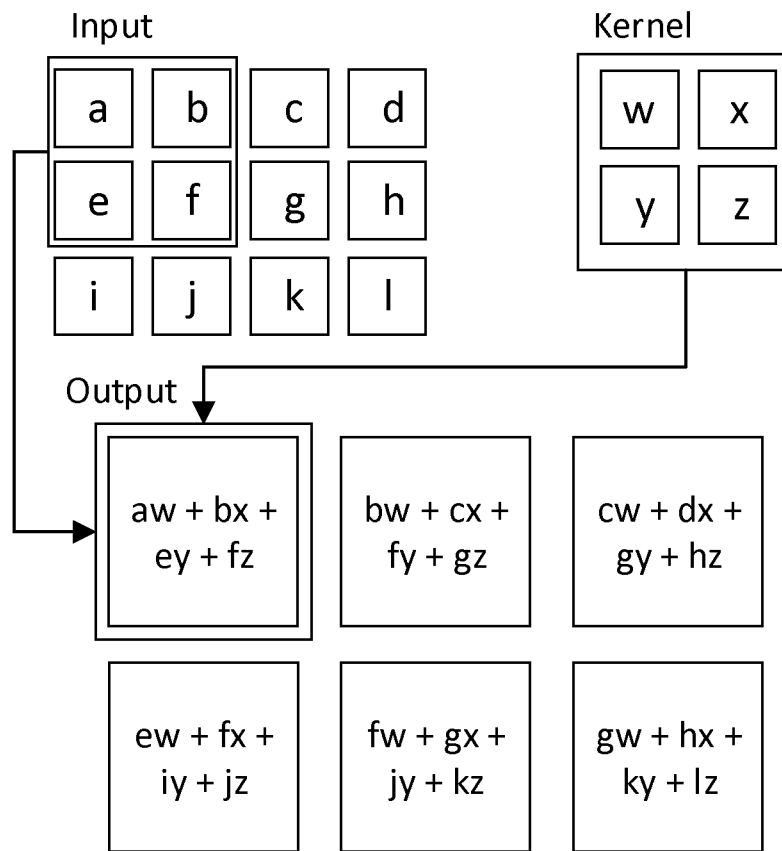 Input
Kernel
a b c d
w x
e f g h
y z
i j k l
Output
aw + bx +
ey + fz
bw + cx +
fy + gz
cw + dx +
gy + hz
ew + fx +
iy + jz
fw + gx +
jy + kz
gw + hx +
ky + lz